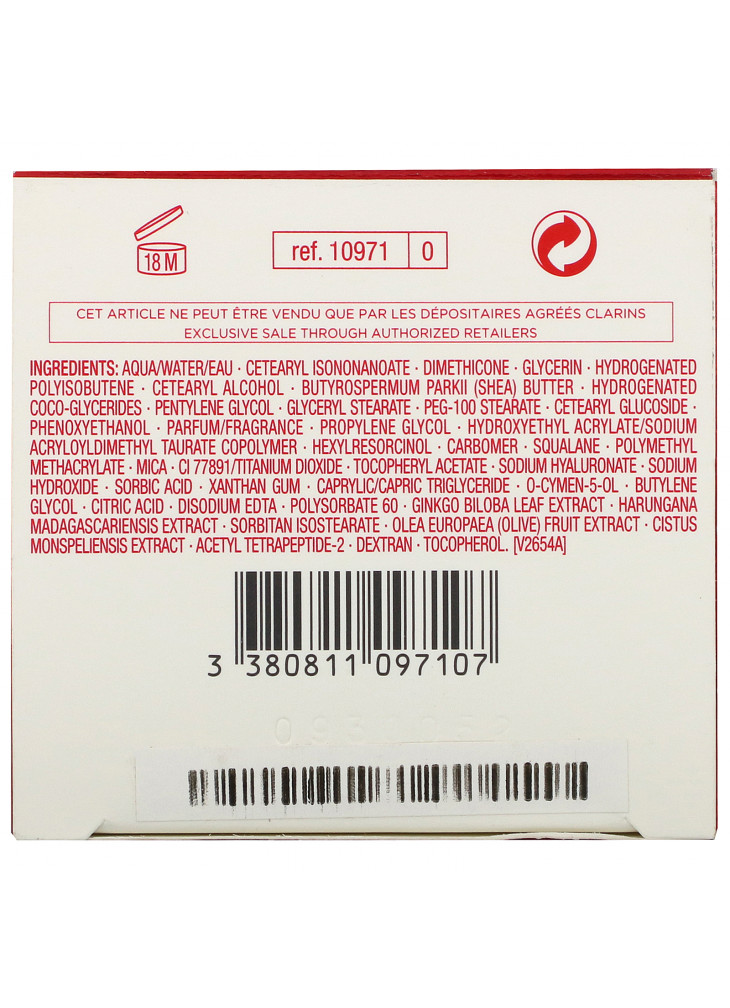 18 M
ref. 10971 0
CET ARTICLE NE PEUT ÊTRE VENDU QUE PAR LES DÉPOSITAIRES AGRÉÉS CLARINS
EXCLUSIVE SALE THROUGH AUTHORIZED RETAILERS
INGREDIENTS: AQUA/WATER/EAU · CETEARYL ISONONANOATE · DIMETHICONE · GLYCERIN · HYDROGENATED
POLYISOBUTENE · CETEARYL ALCOHOL · BUTYROSPERMUM PARKII (SHEA) BUTTER · HYDROGENATED
COCO-GLYCERIDES · PENTYLENE GLYCOL · GLYCERYL STEARATE · PEG-100 STEARATE · CETEARYL GLUCOSIDE ·
PHENOXYETHANOL · PARFUM/FRAGRANCE · PROPYLENE GLYCOL · HYDROXYETHYL ACRYLATE/SODIUM
ACRYLOYLDIMETHYL TAURATE COPOLYMER · HEXYLRESORCINOL · CARBOMER · SQUALANE · POLYMETHYL
METHACRYLATE · MICA · CI 77891/TITANIUM DIOXIDE · TOCOPHERYL ACETATE · SODIUM HYALURONATE · SODIUM
HYDROXIDE · SORBIC ACID · XANTHAN GUM · CAPRYLIC/CAPRIC TRIGLYCERIDE · O-CYMEN-5-OL · BUTYLENE
GLYCOL · CITRIC ACID · DISODIUM EDTA · POLYSORBATE 60 · GINKGO BILOBA LEAF EXTRACT · HARUNGANA
MADAGASCARIENSIS EXTRACT · SORBITAN ISOSTEARATE · OLEA EUROPAEA (OLIVE) FRUIT EXTRACT · CISTUS
MONSPELIENSIS EXTRACT · ACETYL TETRAPEPTIDE-2 · DEXTRAN · TOCOPHEROL. [V2654A]
3 380811 097107